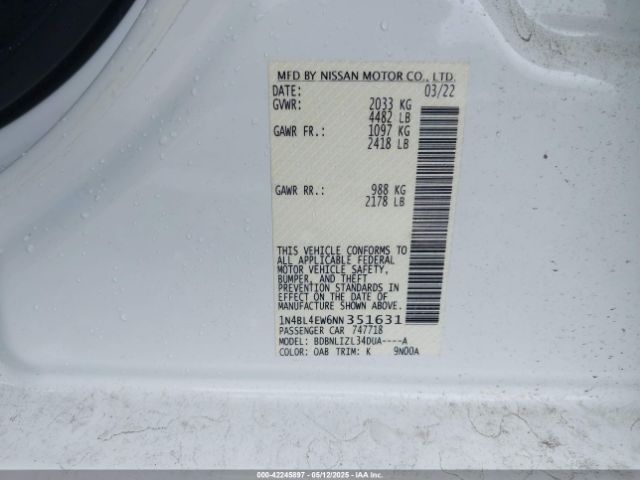 MFD BY NISSAN MOTOR CO., LTD.
DATE: 03/22
GVWR: 2033 KG
4482 LB
GAWR FR.: 1097 KG
2418 LB
GAWR RR.: 988 KG
2178 LB
THIS VEHICLE CONFORMS TO
ALL APPLICABLE FEDERAL
MOTOR VEHICLE SAFETY,
BUMPER, AND THEFT
PREVENTION STANDARDS IN
EFFECT ON THE DATE OF
MANUFACTURE SHOWN ABOVE.
1N4BL4EW6NN351631
PASSENGER CAR 747718
MODEL: BDBNLIZL34DUA----A
COLOR: QAB TRIM: K 9N00A
000-42245897 - 05/12/2025 - IAA Inc.